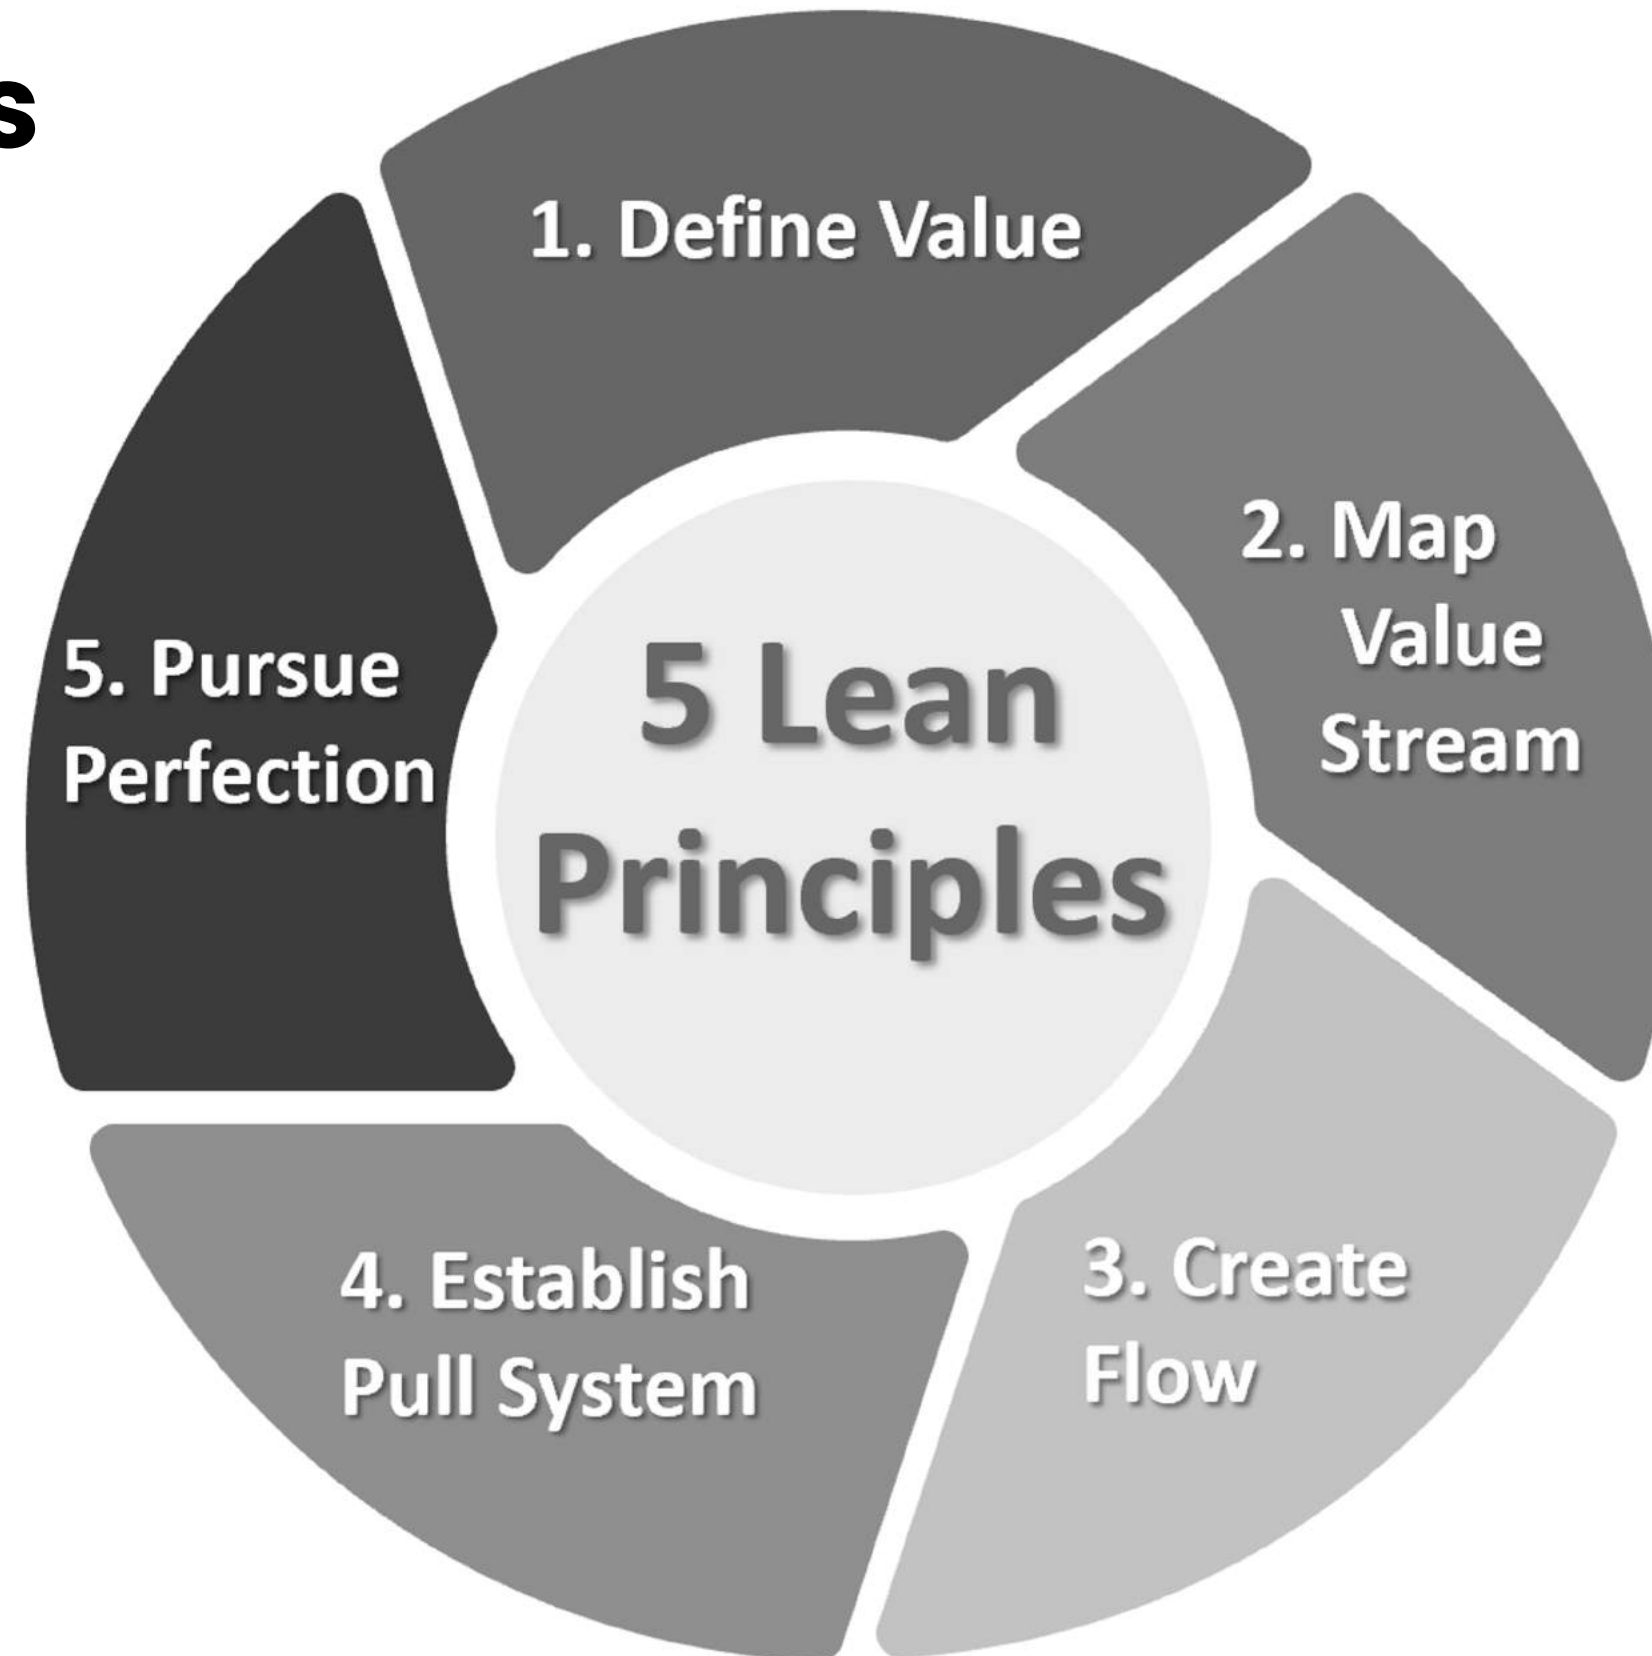 s
1. Define Value
2. Map
Value
Stream
3. Create
Flow
4. Establish
Pull System
5. Pursue
Perfection
5 Lean
Principles